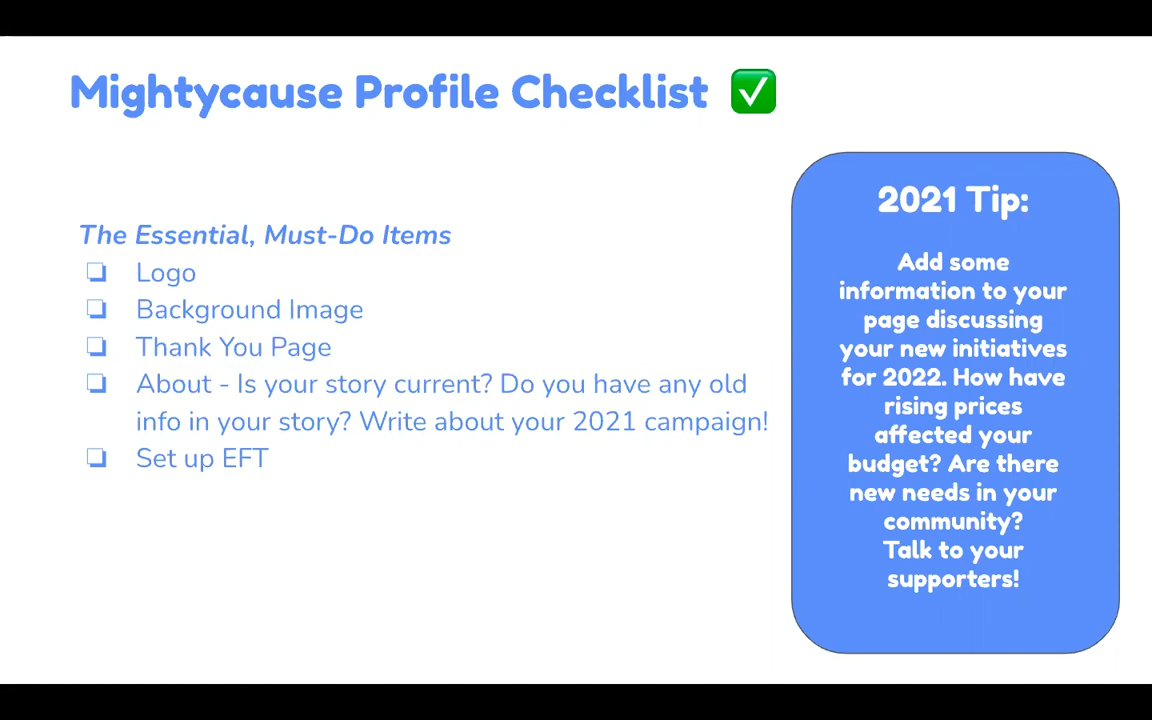 Mightycause Profile Checklist ✅
The Essential, Must-Do Items
❏ Logo
❏ Background Image
❏ Thank You Page
❏ About - Is your story current? Do you have any old
info in your story? Write about your 2021 campaign!
❏ Set up EFT
2021 Tip:
Add some
information to your
page discussing
your new initiatives
for 2022. How have
rising prices
affected your
budget? Are there
new needs in your
community?
Talk to your
supporters!